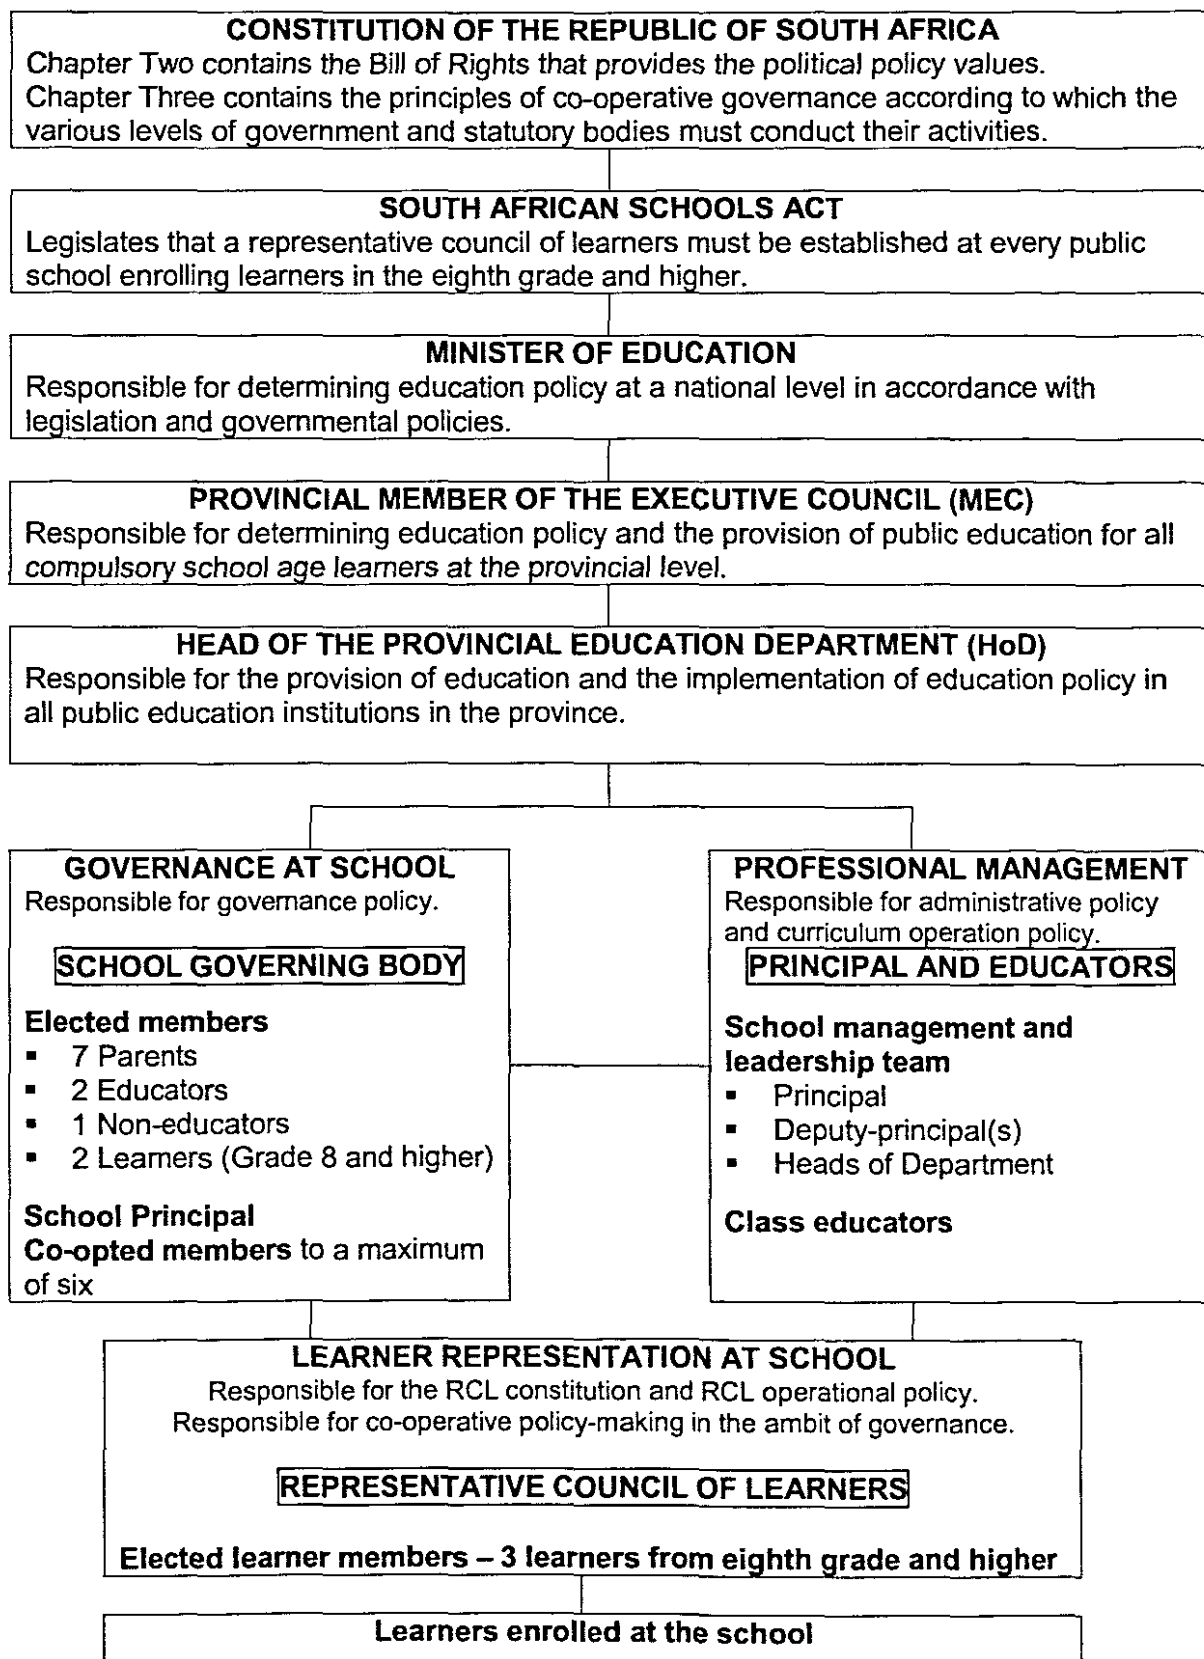 CONSTITUTION OF THE REPUBLIC OF SOUTH AFRICA
Chapter Two contains the Bill of Rights that provides the political policy values.
Chapter Three contains the principles of co-operative governance according to which the
various levels of government and statutory bodies must conduct their activities.
SOUTH AFRICAN SCHOOLS ACT
Legislates that a representative council of learners must be established at every public
school enrolling learners in the eighth grade and higher.
MINISTER OF EDUCATION
Responsible for determining education policy at a national level in accordance with
legislation and governmental policies.
PROVINCIAL MEMBER OF THE EXECUTIVE COUNCIL (MEC)
Responsible for determining education policy and the provision of public education for all
compulsory school age learners at the provincial level.
HEAD OF THE PROVINCIAL EDUCATION DEPARTMENT (HoD)
Responsible for the provision of education and the implementation of education policy in
all public education institutions in the province.
GOVERNANCE AT SCHOOL
Responsible for governance policy.
SCHOOL GOVERNING BODY
Elected members
▪ 7 Parents
▪ 2 Educators
▪ 1 Non-educators
▪ 2 Learners (Grade 8 and higher)
School Principal
Co-opted members to a maximum
of six
PROFESSIONAL MANAGEMENT
Responsible for administrative policy
and curriculum operation policy.
PRINCIPAL AND EDUCATORS
School management and
leadership team
▪ Principal
▪ Deputy-principal(s)
▪ Heads of Department
Class educators
LEARNER REPRESENTATION AT SCHOOL
Responsible for the RCL constitution and RCL operational policy.
Responsible for co-operative policy-making in the ambit of governance.
REPRESENTATIVE COUNCIL OF LEARNERS
Elected learner members – 3 learners from eighth grade and higher
Learners enrolled at the school